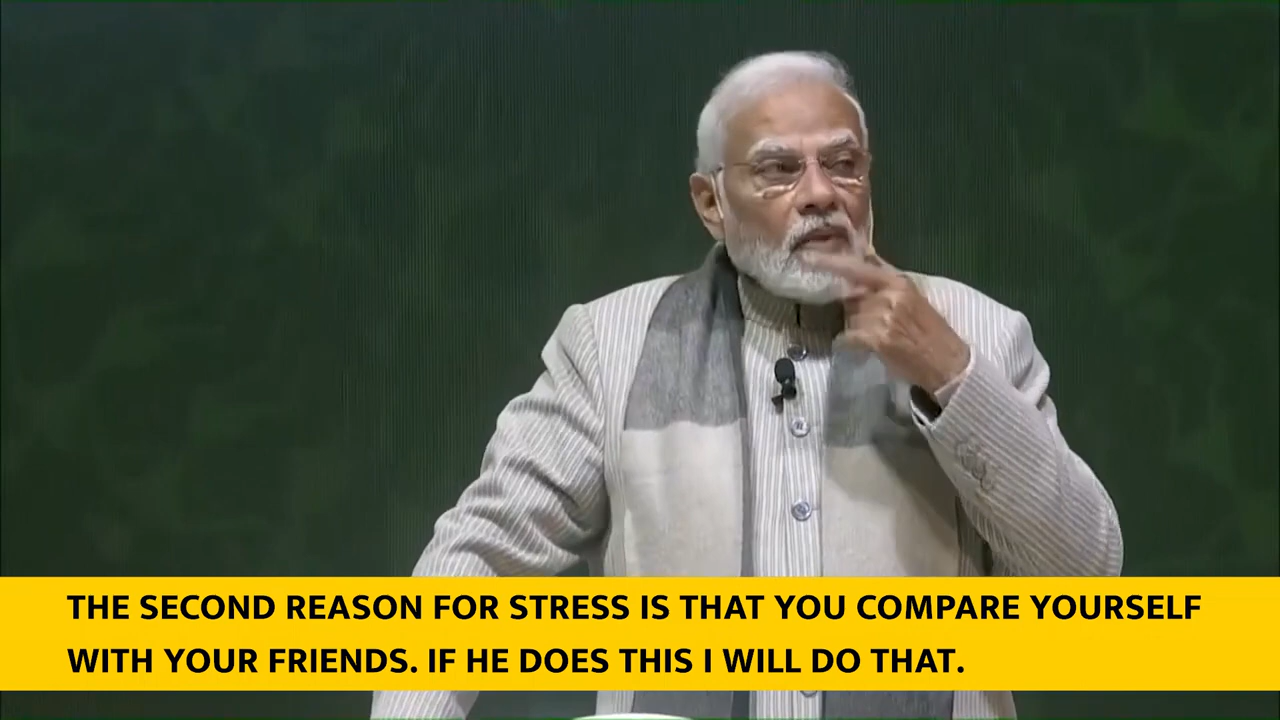 THE SECOND REASON FOR STRESS IS THAT YOU COMPARE YOURSELF
WITH YOUR FRIENDS. IF HE DOES THIS I WILL DO THAT.